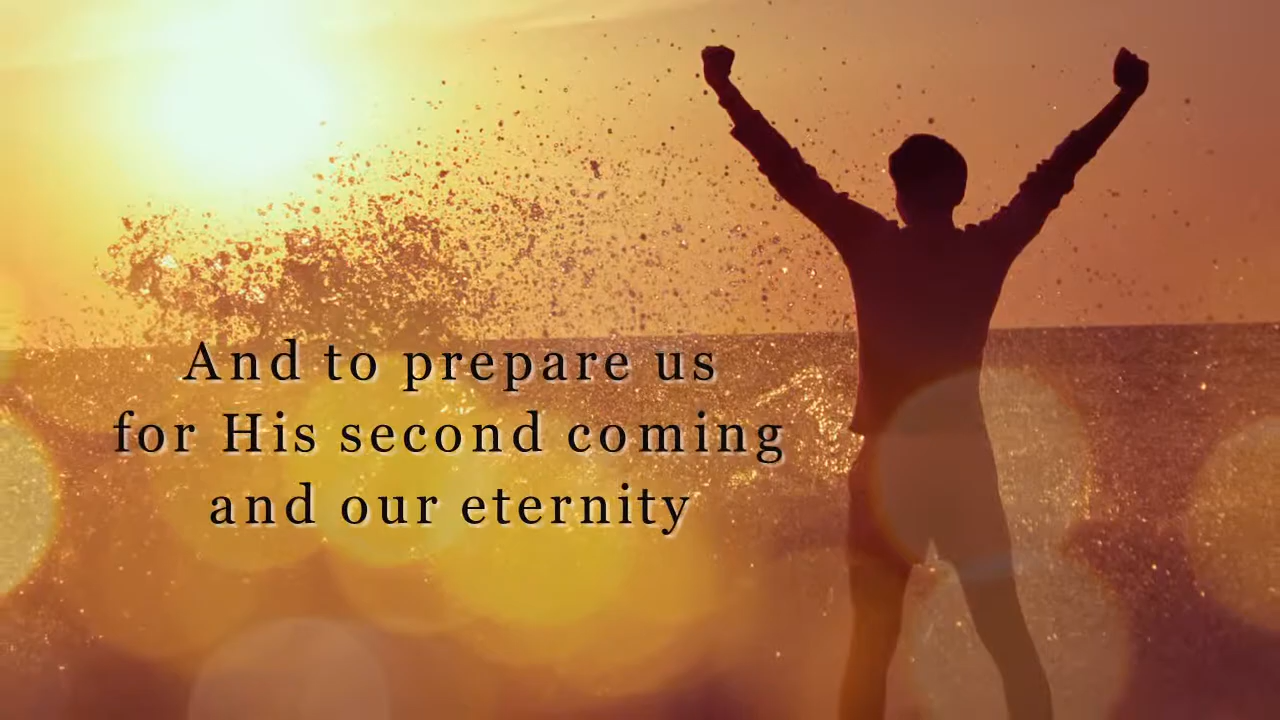 And to prepare us
for His second coming
and our eternity